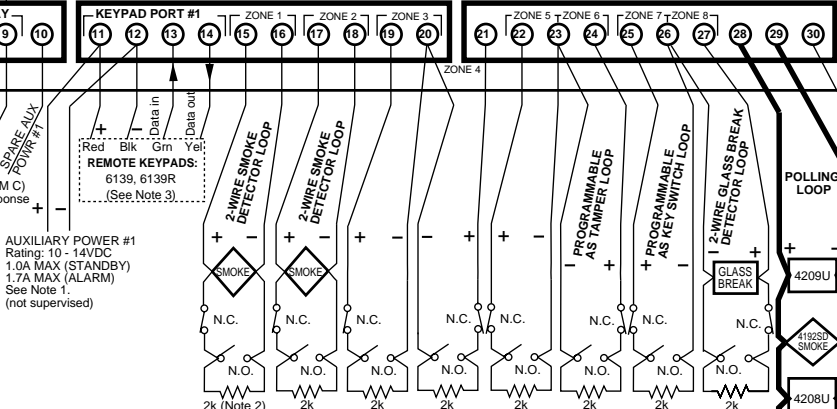 LY
KEYPAD PORT #1
ZONE 1
ZONE 2
ZONE 3
ZONE 5
ZONE 6
ZONE 7
ZONE 8
9 10 11 12 13 14 15 16 17 18 19 20 21 22 23 24 25 26 27 28 29 30
ZONE 4
SPARE AUX
POWR #1
Data in
Data out
+ −
Red Blk Grn Yel
REMOTE KEYPADS:
6139, 6139R
(See Note 3)
M C)
ponse
+ −
AUXILIARY POWER #1
Rating: 10 - 14VDC
1.0A MAX (STANDBY)
1.7A MAX (ALARM)
See Note 1.
(not supervised)
2-WIRE SMOKE
DETECTOR LOOP
2-WIRE SMOKE
DETECTOR LOOP
PROGRAMMABLE
AS TAMPER LOOP
PROGRAMMABLE
AS KEY SWITCH LOOP
2-WIRE GLASS BREAK
DETECTOR LOOP
POLLING
LOOP
+ − + − + − − + + − − + + − − + + −
SMOKE
SMOKE
GLASS
BREAK
4209U
4192SD
SMOKE
4208U
N.C. N.C. N.C. N.C. N.C. N.C. N.C. N.C.
N.O. N.O. N.O. N.O. N.O. N.O. N.O. N.O.
2k (Note 2) 2k 2k 2k 2k 2k 2k 2k